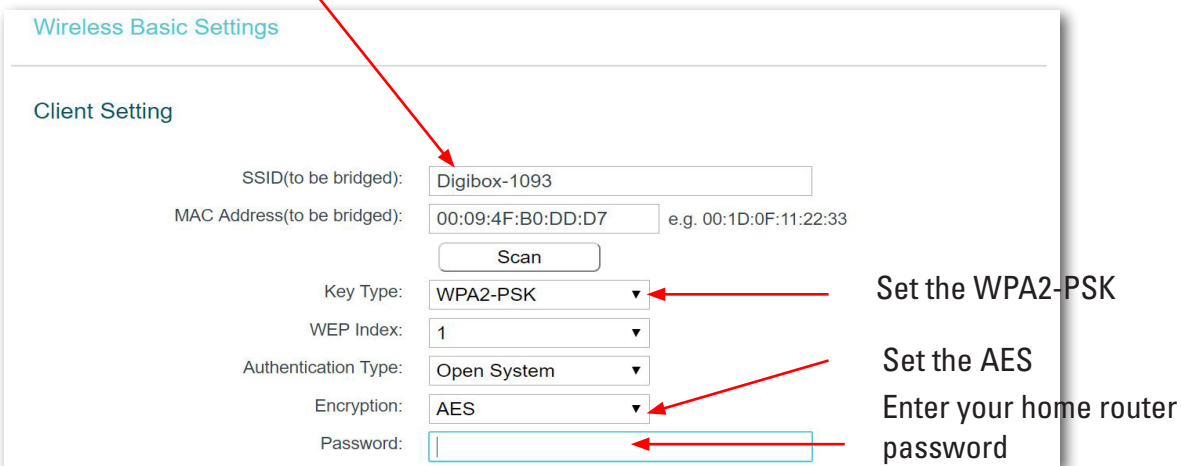 Wireless Basic Settings
Client Setting
SSID(to be bridged): Digibox-1093
MAC Address(to be bridged): 00:09:4F:B0:DD:D7 e.g. 00:1D:0F:11:22:33
Scan
Key Type: WPA2-PSK Set the WPA2-PSK
WEP Index: 1
Authentication Type: Open System Set the AES
Encryption: AES Enter your home router
Password: password